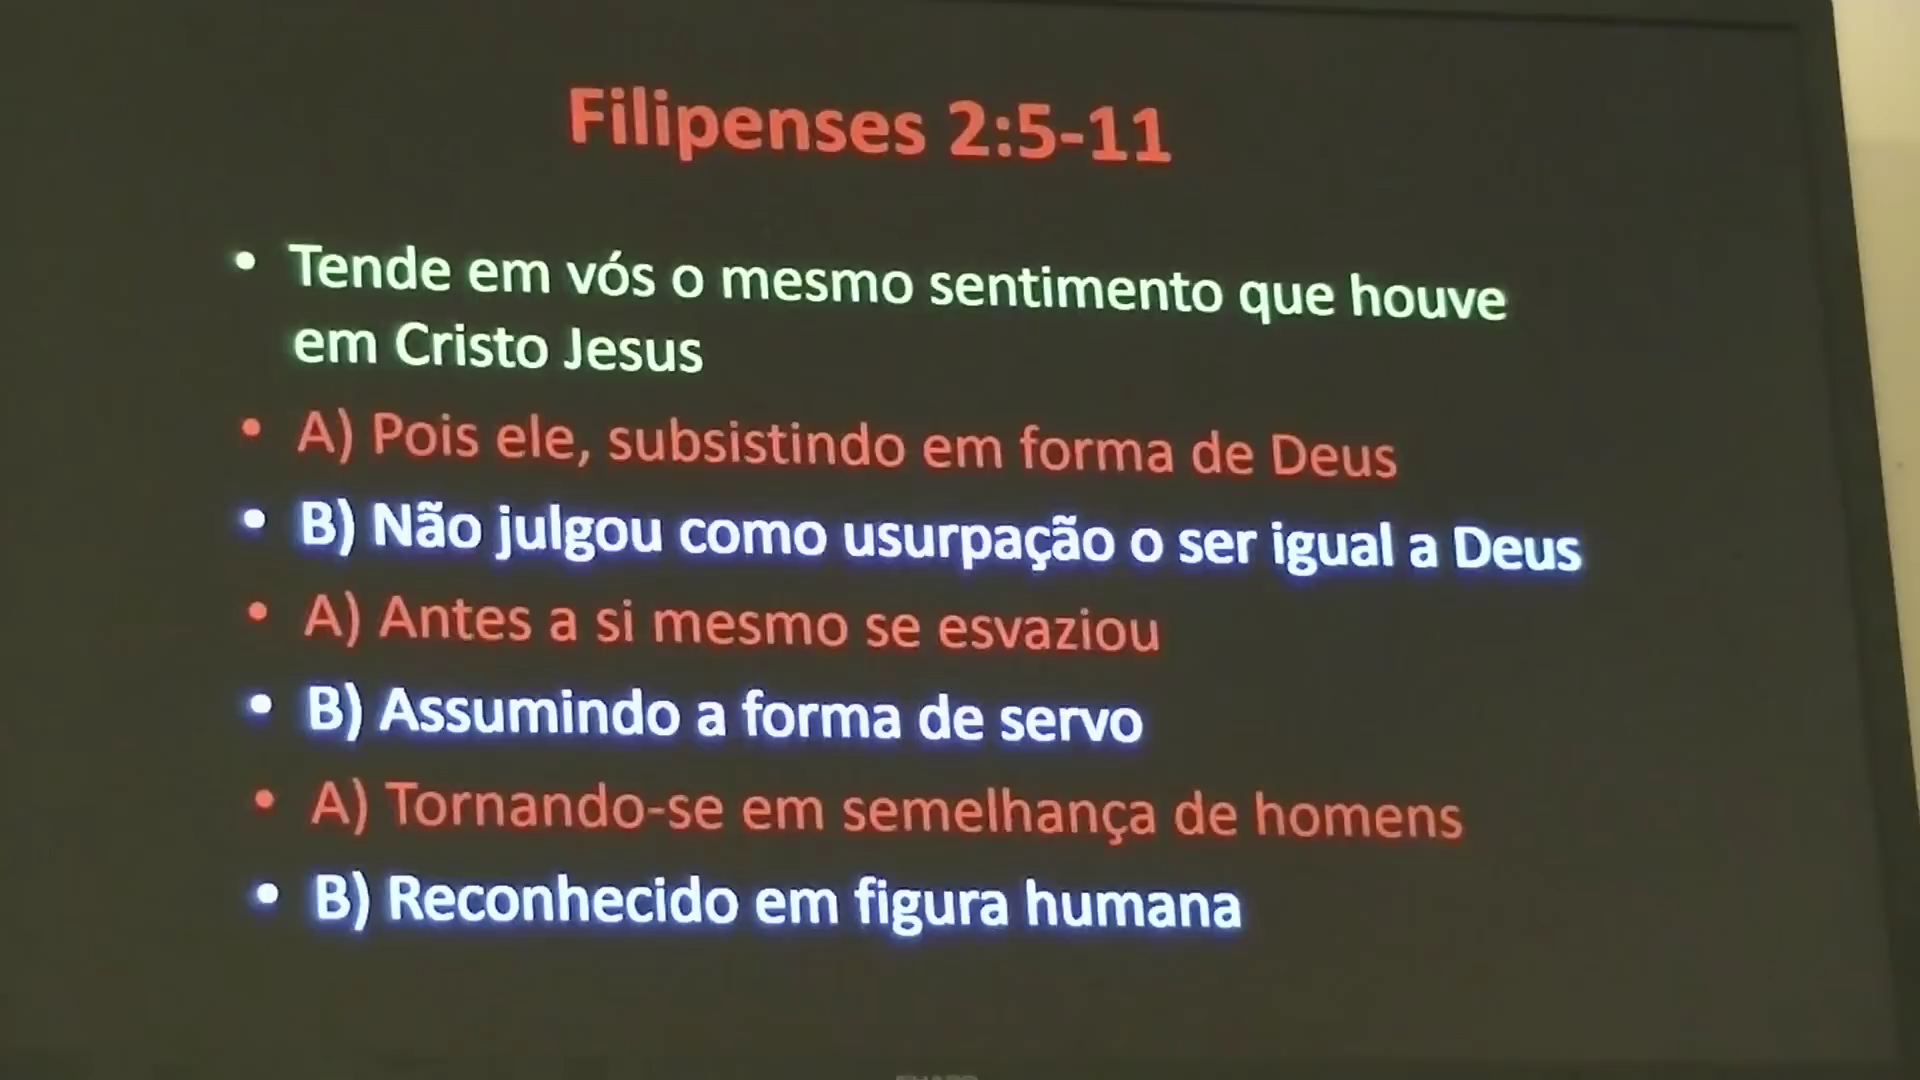 Filipenses 2:5-11
• Tende em vós o mesmo sentimento que houve
em Cristo Jesus
• A) Pois ele, subsistindo em forma de Deus
• B) Não julgou como usurpação o ser igual a Deus
• A) Antes a si mesmo se esvaziou
• B) Assumindo a forma de servo
• A) Tornando-se em semelhança de homens
• B) Reconhecido em figura humana